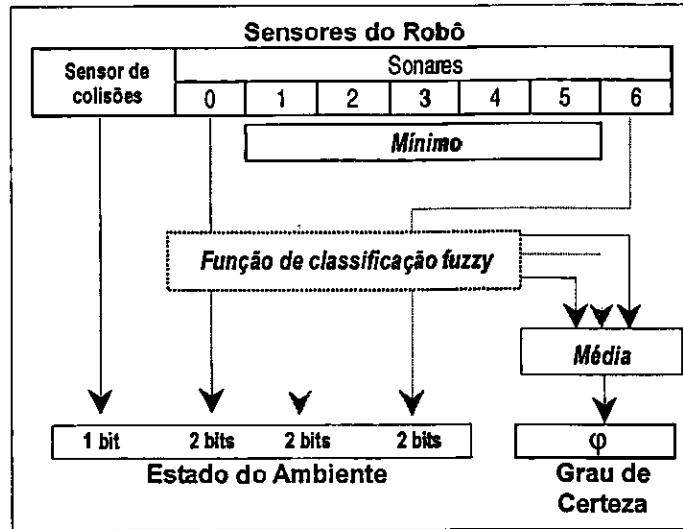 Sensores do Robô
Sensor de colisões
Sonares
0 1 2 3 4 5 6
Mínimo
Função de classificação fuzzy
Média
1 bit 2 bits 2 bits 2 bits
φ
Estado do Ambiente
Grau de Certeza